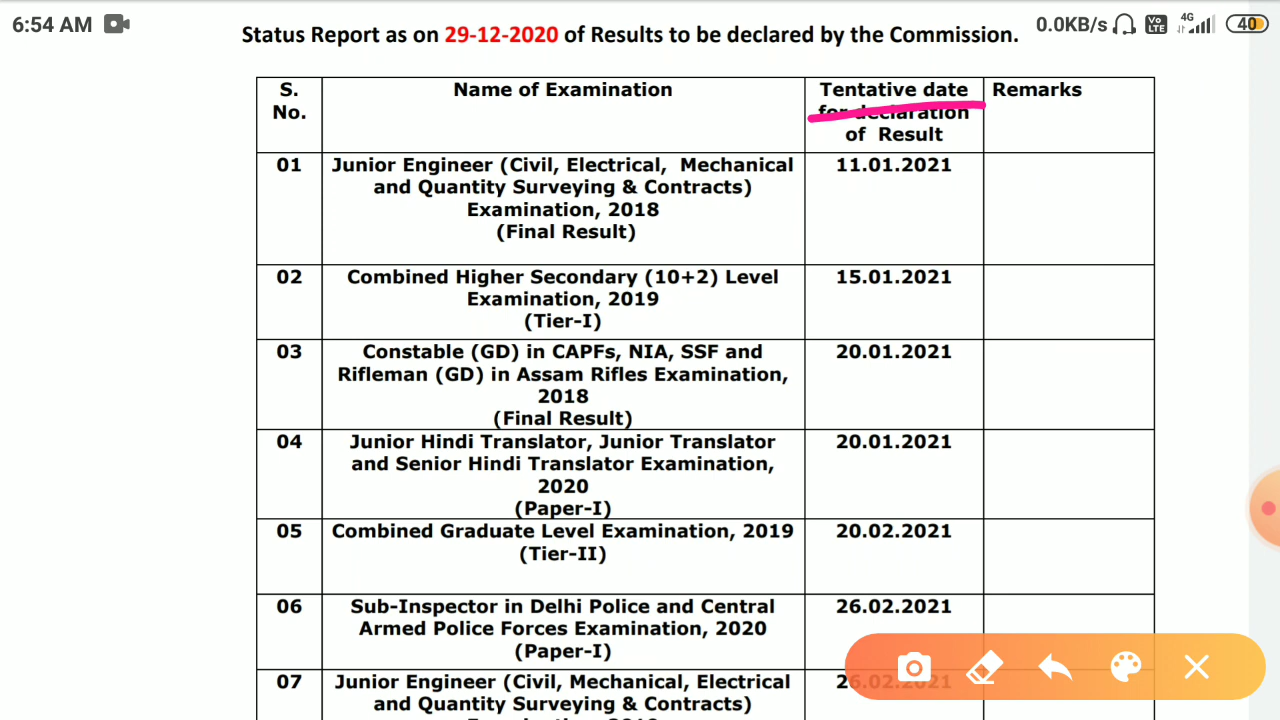 6:54 AM
0.0KB/s Vo LTE 4G 40
Status Report as on 29-12-2020 of Results to be declared by the Commission.
S. No.
Name of Examination
Tentative date
for declaration
of Result
Remarks
01
Junior Engineer (Civil, Electrical, Mechanical
and Quantity Surveying & Contracts)
Examination, 2018
(Final Result)
11.01.2021
02
Combined Higher Secondary (10+2) Level
Examination, 2019
(Tier-I)
15.01.2021
03
Constable (GD) in CAPFs, NIA, SSF and
Rifleman (GD) in Assam Rifles Examination,
2018
(Final Result)
20.01.2021
04
Junior Hindi Translator, Junior Translator
and Senior Hindi Translator Examination,
2020
(Paper-I)
20.01.2021
05
Combined Graduate Level Examination, 2019
(Tier-II)
20.02.2021
06
Sub-Inspector in Delhi Police and Central
Armed Police Forces Examination, 2020
(Paper-I)
26.02.2021
07
Junior Engineer (Civil, Mechanical, Electrical
and Quantity Surveying & Contracts)
26.02.2021